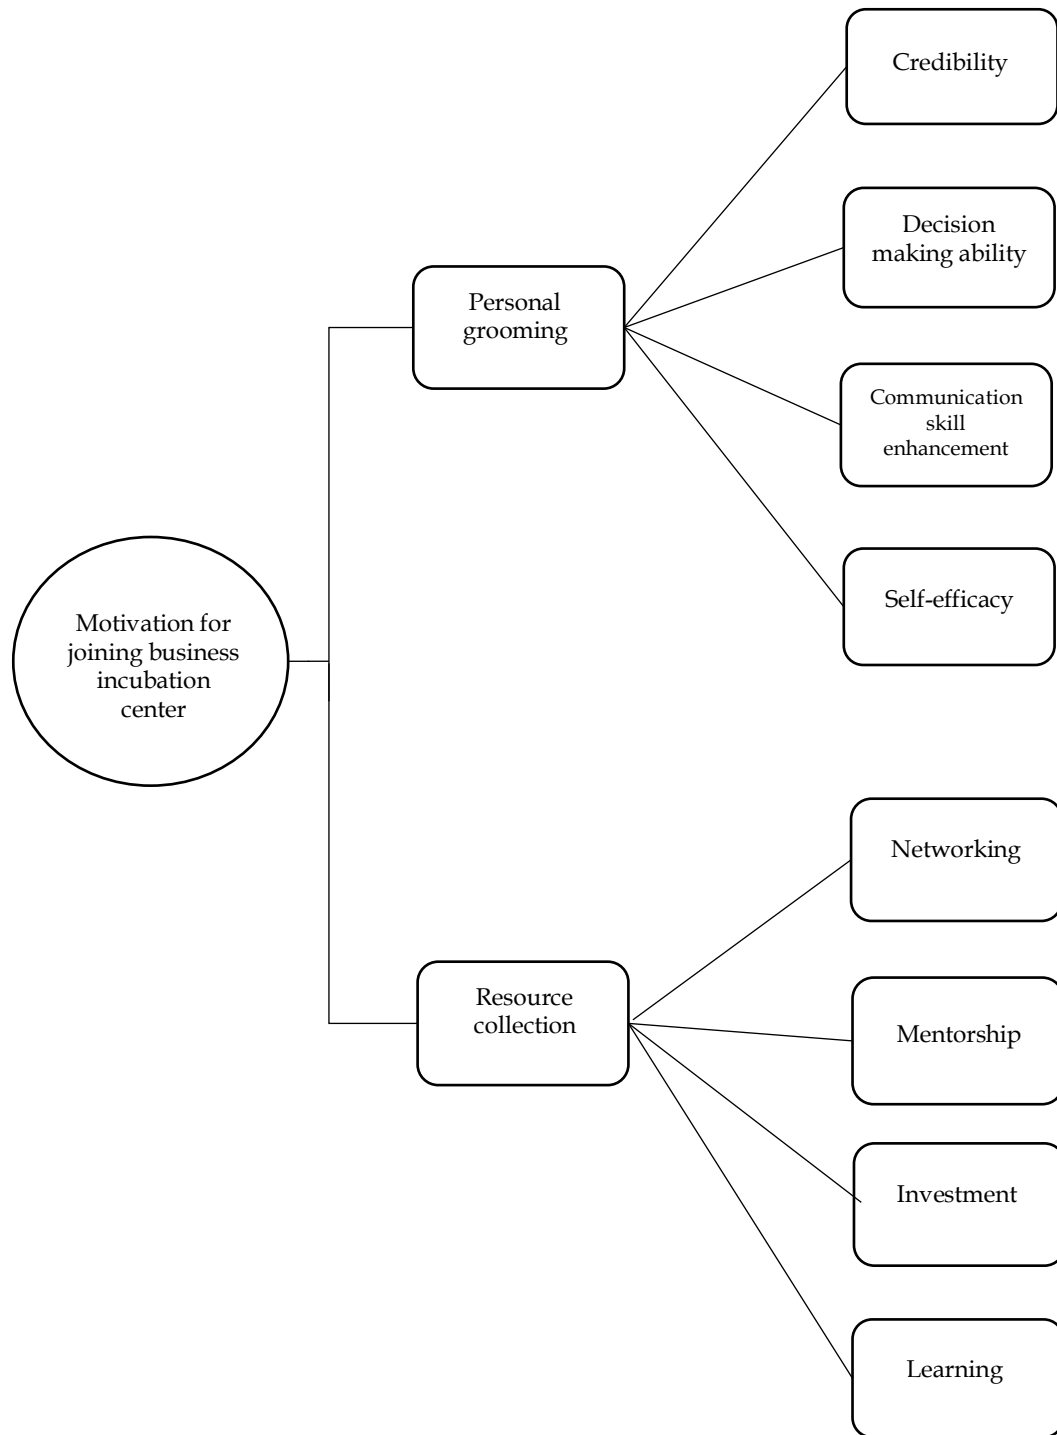 Credibility
Decision
making ability
Personal
grooming
Communication
skill
enhancement
Self-efficacy
Motivation for
joining business
incubation
center
Networking
Resource
collection
Mentorship
Investment
Learning